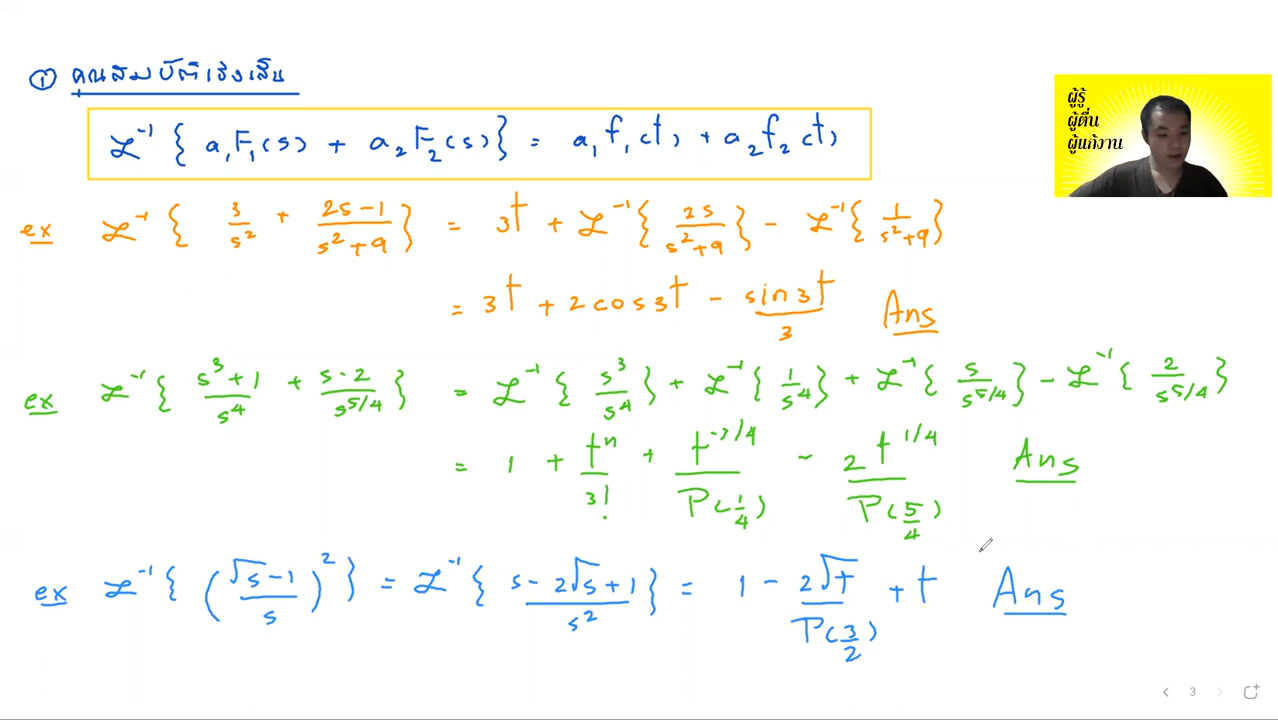 ① คุณสมบัติเชิงเส้น
ผู้รู้
ผู้ตื่น
ผู้แก้งาน
ℒ⁻¹ { a₁F₁(s) + a₂F₂(s) } = a₁f₁(t) + a₂f₂(t)
ex ℒ⁻¹ { 3/s² + (2s-1)/(s²+9) } = 3t + ℒ⁻¹ { 2s/(s²+9) } - ℒ⁻¹ { 1/(s²+9) }
= 3t + 2cos3t - sin3t/3 Ans
ex ℒ⁻¹ { (s³+1)/s⁴ + (s-2)/s^(5/4) } = ℒ⁻¹ { s³/s⁴ } + ℒ⁻¹ { 1/s⁴ } + ℒ⁻¹ { s/s^(5/4) } - ℒ⁻¹ { 2/s^(5/4) }
= 1 + tⁿ/3! + t^(-3/4)/Γ(1/4) - 2t^(1/4)/Γ(5/4) Ans
ex ℒ⁻¹ { ((√s-1)/s)² } = ℒ⁻¹ { (s-2√s+1)/s² } = 1 - 2√t/Γ(3/2) + t Ans
3